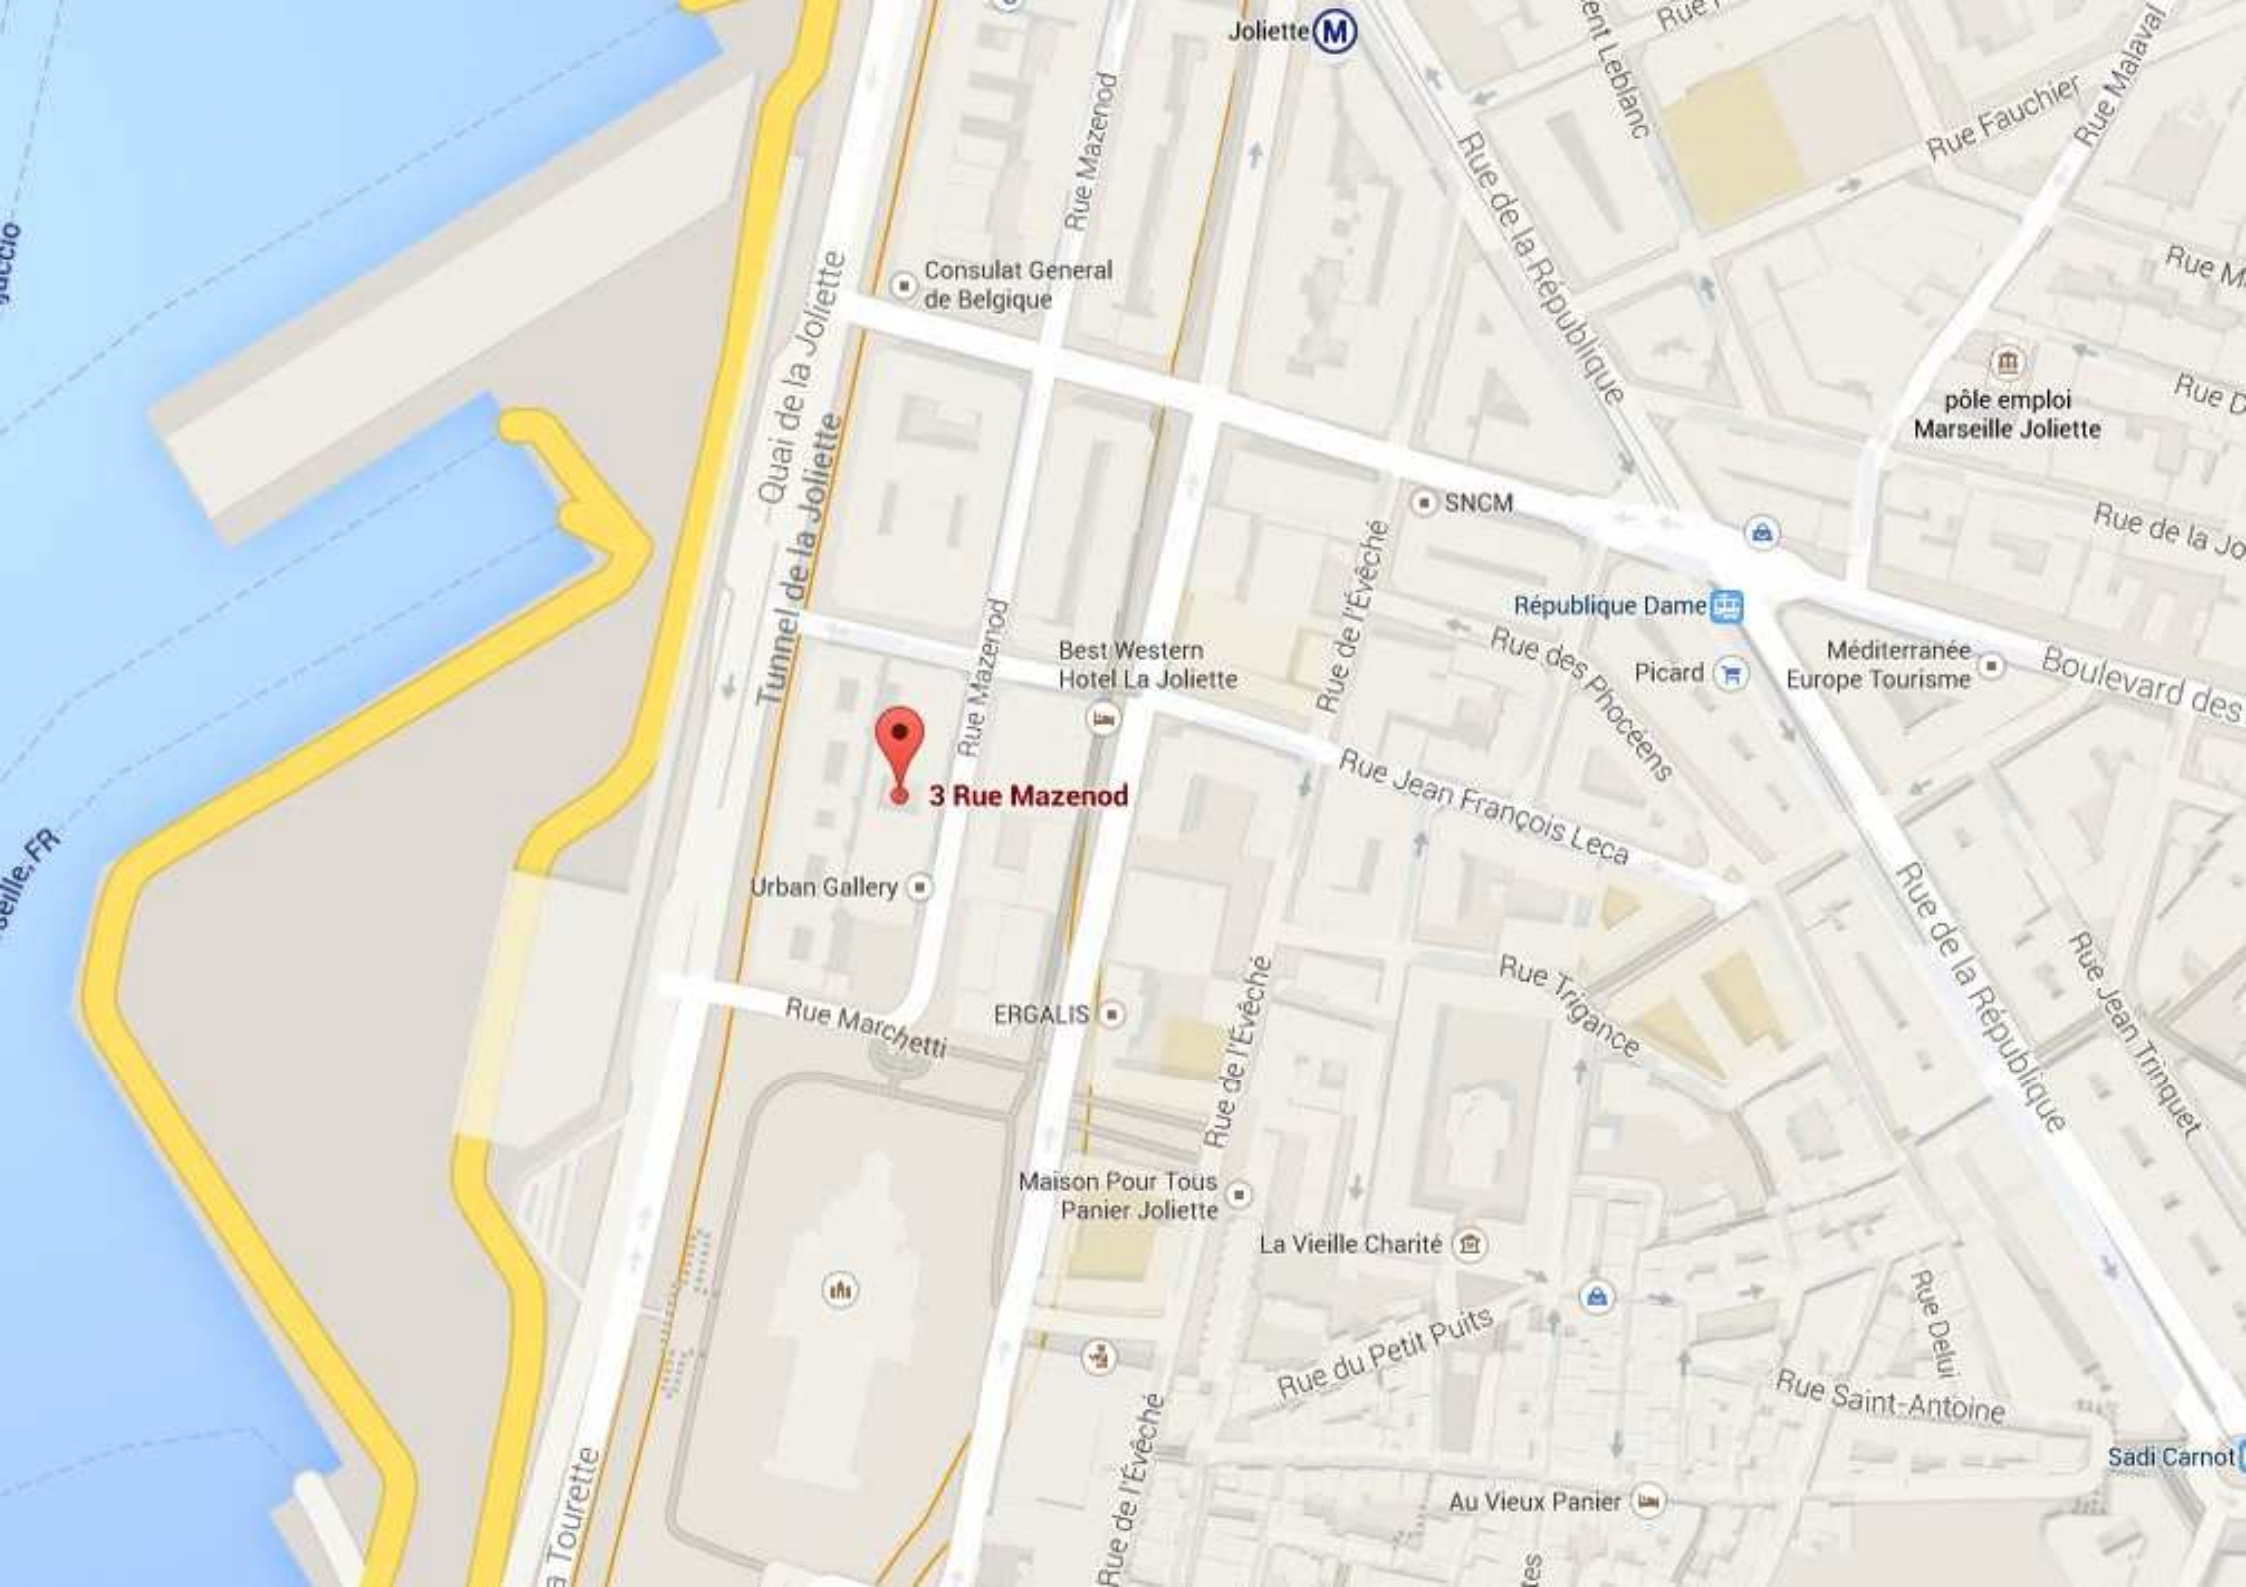 Joliette
M
Rue Malaval
Rue Fauchier
Rue Mazenod
Rue de la République
Consulat General
de Belgique
Quai de la Joliette
Tunnel de la Joliette
pôle emploi
Marseille Joliette
SNCM
Rue de l'Évêché
République Dame
Rue des Phocéens
Picard
Méditerranée
Europe Tourisme
Boulevard des
Best Western
Hotel La Joliette
Rue Mazenod
3 Rue Mazenod
Rue Jean François Leca
Urban Gallery
Rue de la République
Rue Jean Trinquet
Rue Trigance
Rue Marchetti
ERGALIS
Rue de l'Évêché
Maison Pour Tous
Panier Joliette
La Vieille Charité
Rue du Petit Puits
Rue Delui
Rue Saint-Antoine
Sadi Carnot
Au Vieux Panier
Rue de l'Évêché
Tourette